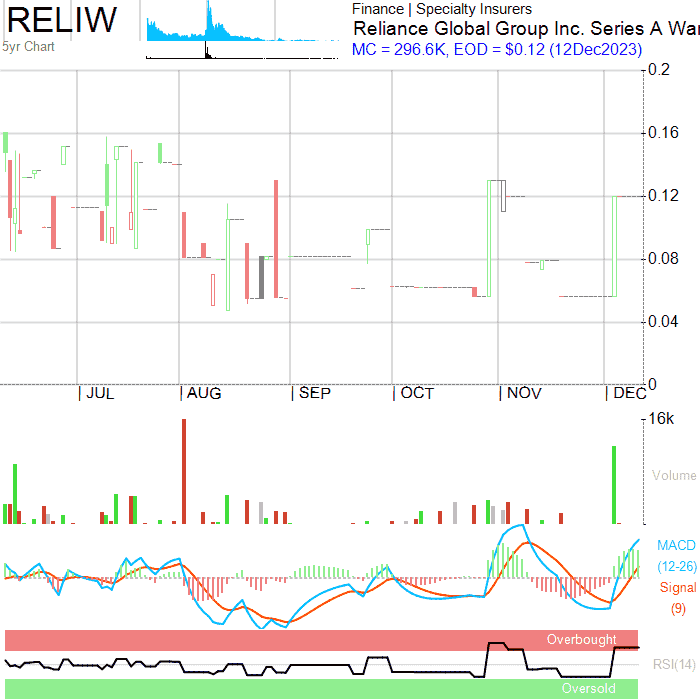 RELIW
5yr Chart
Finance | Specialty Insurers
Reliance Global Group Inc. Series A War
MC = 296.6K, EOD = $0.12 (12Dec2023)
0.2
0.16
0.12
0.08
0.04
0
| JUL | AUG | SEP | OCT | NOV | DEC
16k
Volume
MACD
(12-26)
Signal
(9)
Overbought
RSI(14)
Oversold